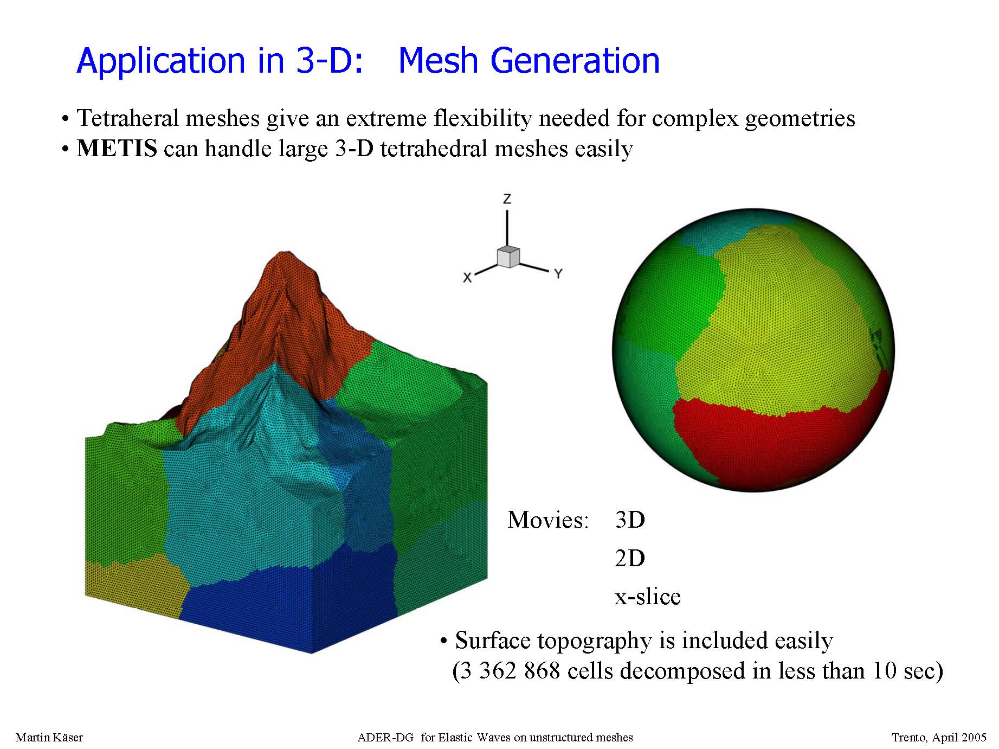 Application in 3-D: Mesh Generation
• Tetraheral meshes give an extreme flexibility needed for complex geometries
• METIS can handle large 3-D tetrahedral meshes easily
Z
X
Y
Movies: 3D
2D
x-slice
• Surface topography is included easily
(3 362 868 cells decomposed in less than 10 sec)
Martin Käser
ADER-DG for Elastic Waves on unstructured meshes
Trento, April 2005